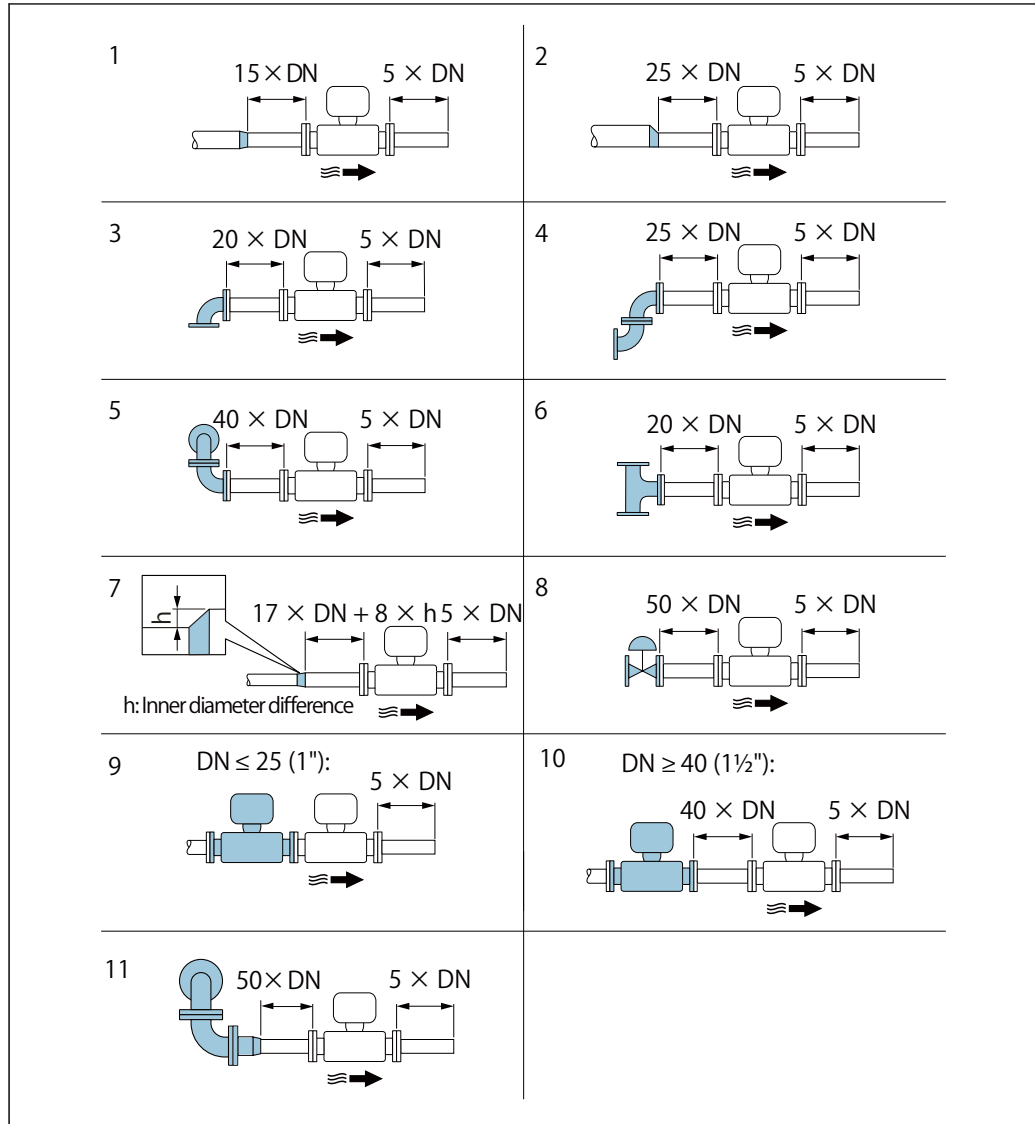 1
15 × DN 5 × DN
2
25 × DN 5 × DN
3
20 × DN 5 × DN
4
25 × DN 5 × DN
5
40 × DN 5 × DN
6
20 × DN 5 × DN
7
h
17 × DN + 8 × h 5 × DN
h: Inner diameter difference
8
50 × DN 5 × DN
9 DN ≤ 25 (1"):
5 × DN
10 DN ≥ 40 (1½"):
40 × DN 5 × DN
11
50 × DN 5 × DN